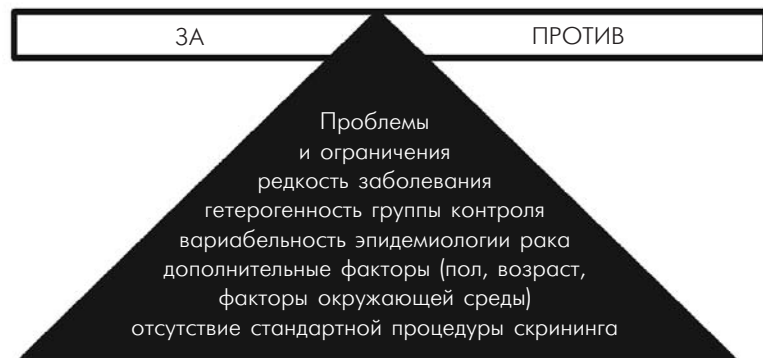 ЗА
ПРОТИВ
Проблемы
и ограничения
редкость заболевания
гетерогенность группы контроля
вариабельность эпидемиологии рака
дополнительные факторы (пол, возраст,
факторы окружающей среды)
отсутствие стандартной процедуры скрининга